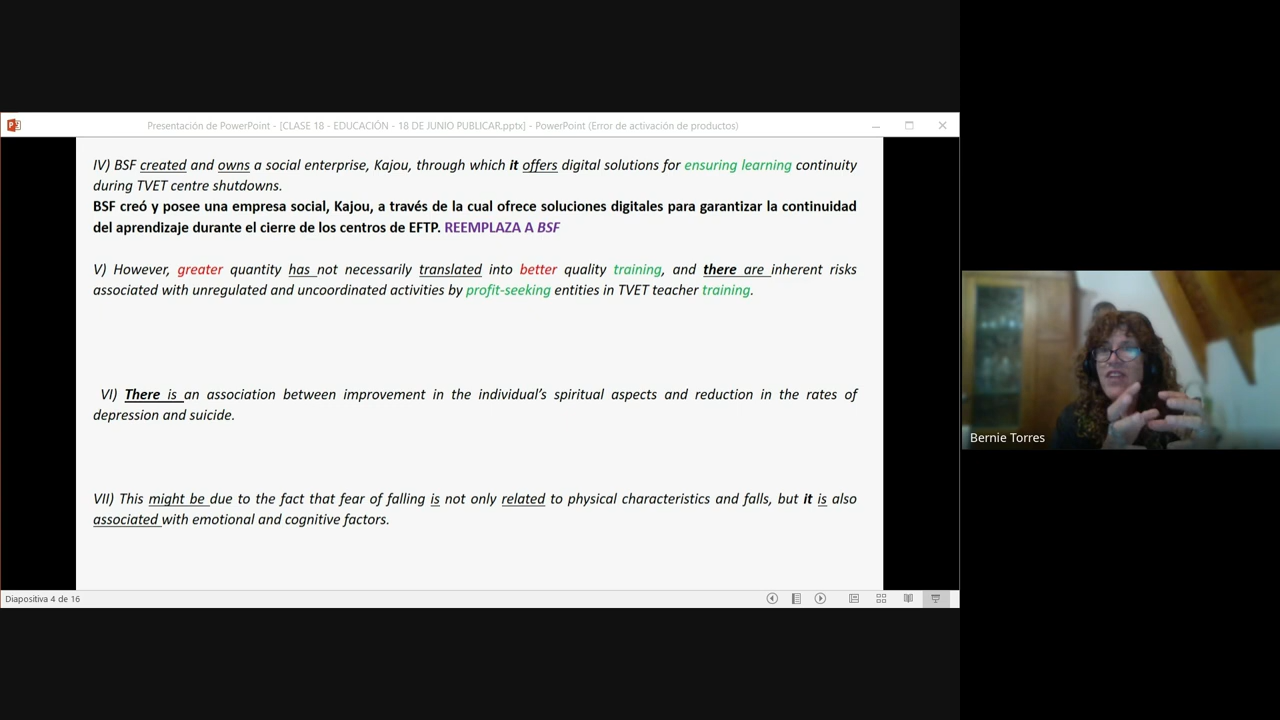 Presentación de PowerPoint - [CLASE 18 - EDUCACIÓN - 18 DE JUNIO PUBLICAR.pptx] - PowerPoint (Error de activación de productos)
IV) BSF created and owns a social enterprise, Kajou, through which it offers digital solutions for ensuring learning continuity
during TVET centre shutdowns.
BSF creó y posee una empresa social, Kajou, a través de la cual ofrece soluciones digitales para garantizar la continuidad
del aprendizaje durante el cierre de los centros de EFTP. REEMPLAZA A BSF
V) However, greater quantity has not necessarily translated into better quality training, and there are inherent risks
associated with unregulated and uncoordinated activities by profit-seeking entities in TVET teacher training.
VI) There is an association between improvement in the individual's spiritual aspects and reduction in the rates of
depression and suicide.
VII) This might be due to the fact that fear of falling is not only related to physical characteristics and falls, but it is also
associated with emotional and cognitive factors.
Diapositiva 4 de 16
Bernie Torres